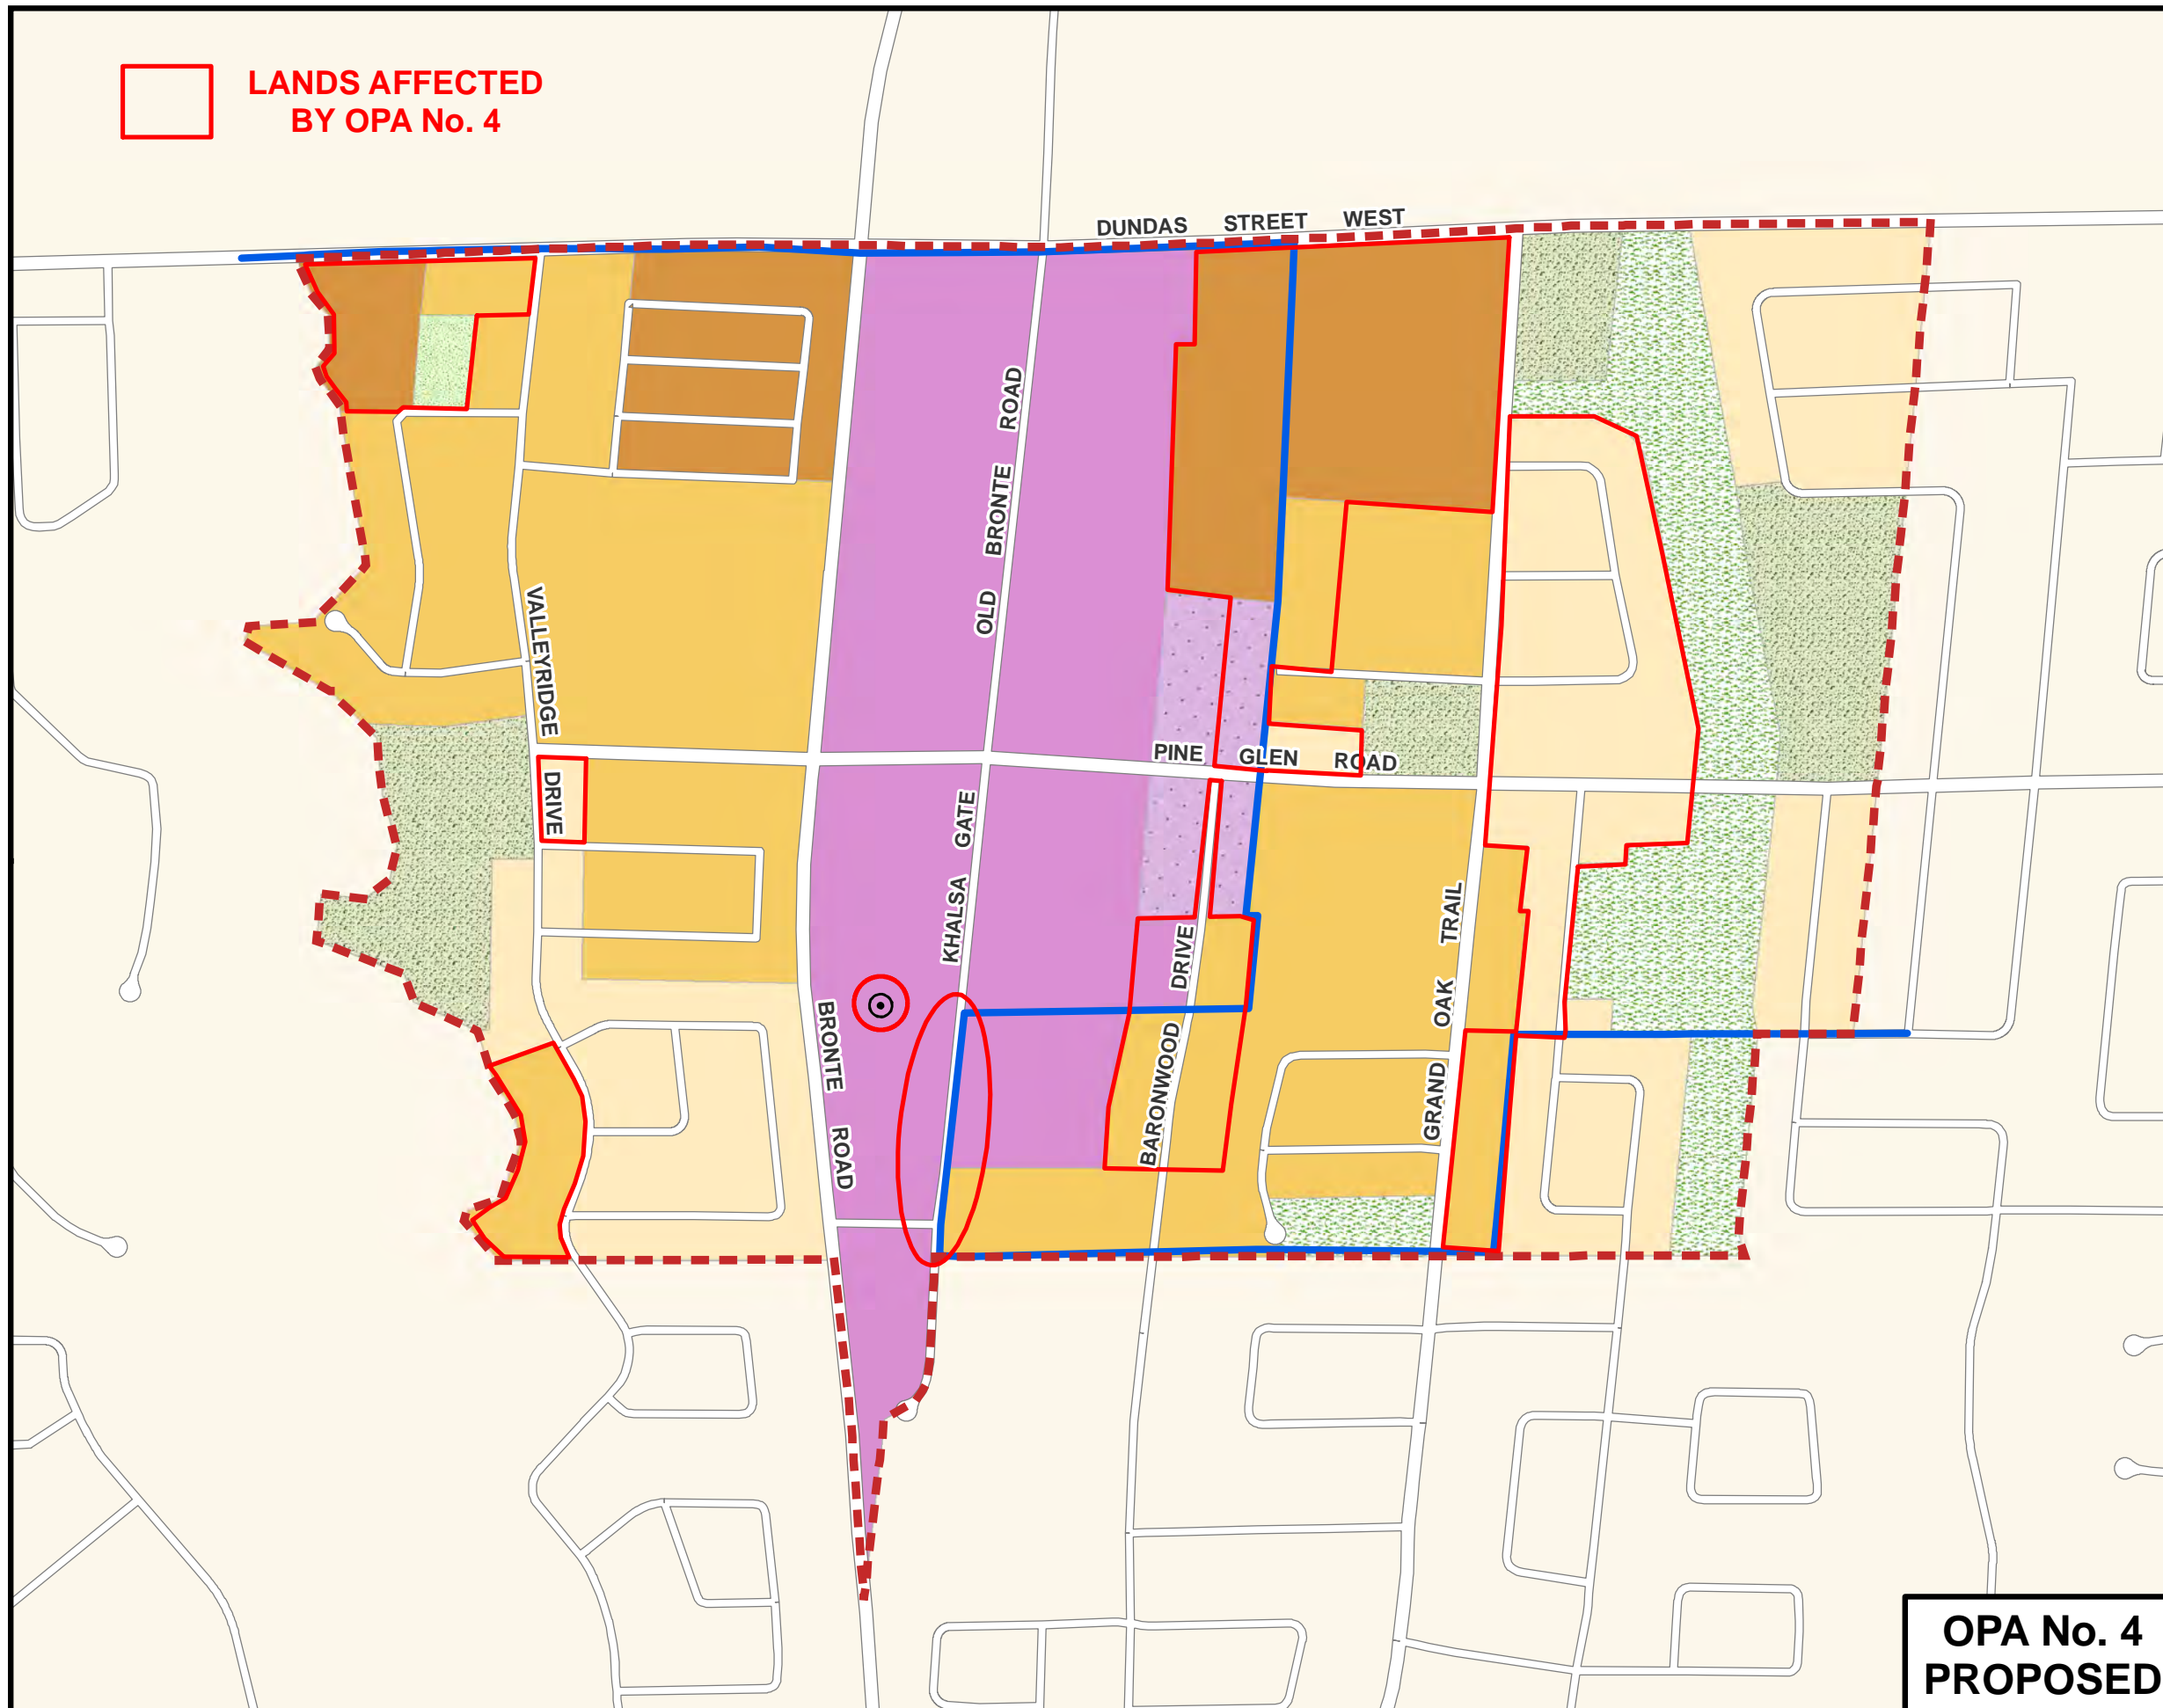 LANDS AFFECTED
BY OPA No. 4
DUNDAS STREET WEST
OLD BRONTE ROAD
VALLEYRIDGE DRIVE
PINE GLEN ROAD
KHALSA GATE
BRONTE ROAD
BARONWOOD DRIVE
GRAND OAK TRAIL
OPA No. 4
PROPOSED